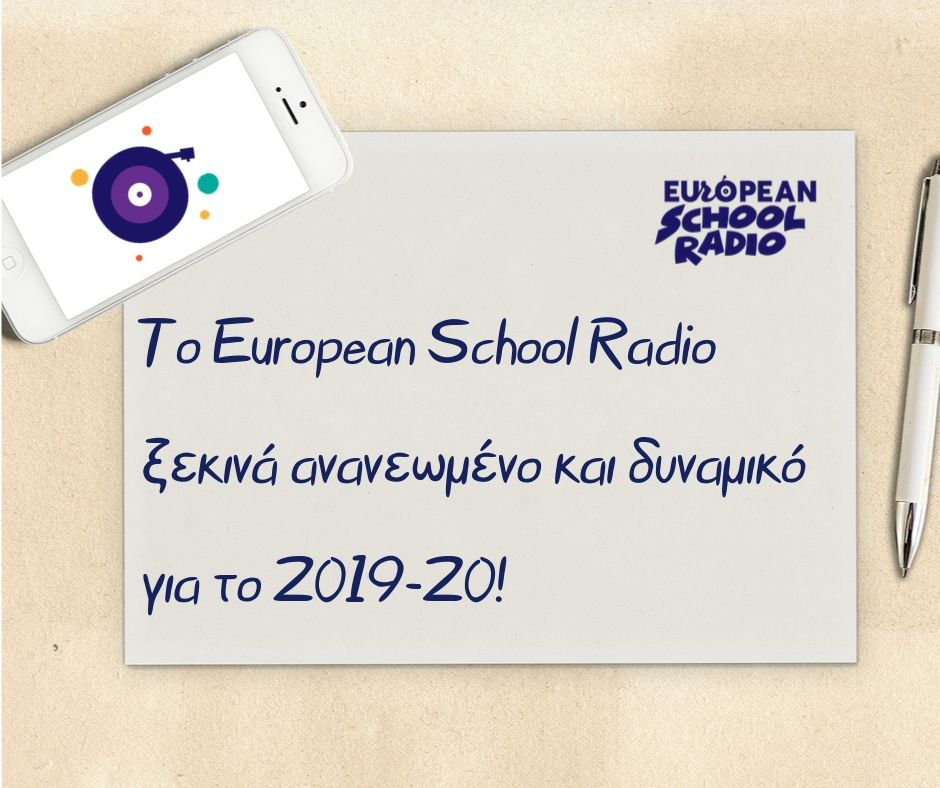 EUROPEAN
SCHOOL
RADIO
Το European School Radio
ξεκινά ανανεωμένο και δυναμικό
για το 2019-20!